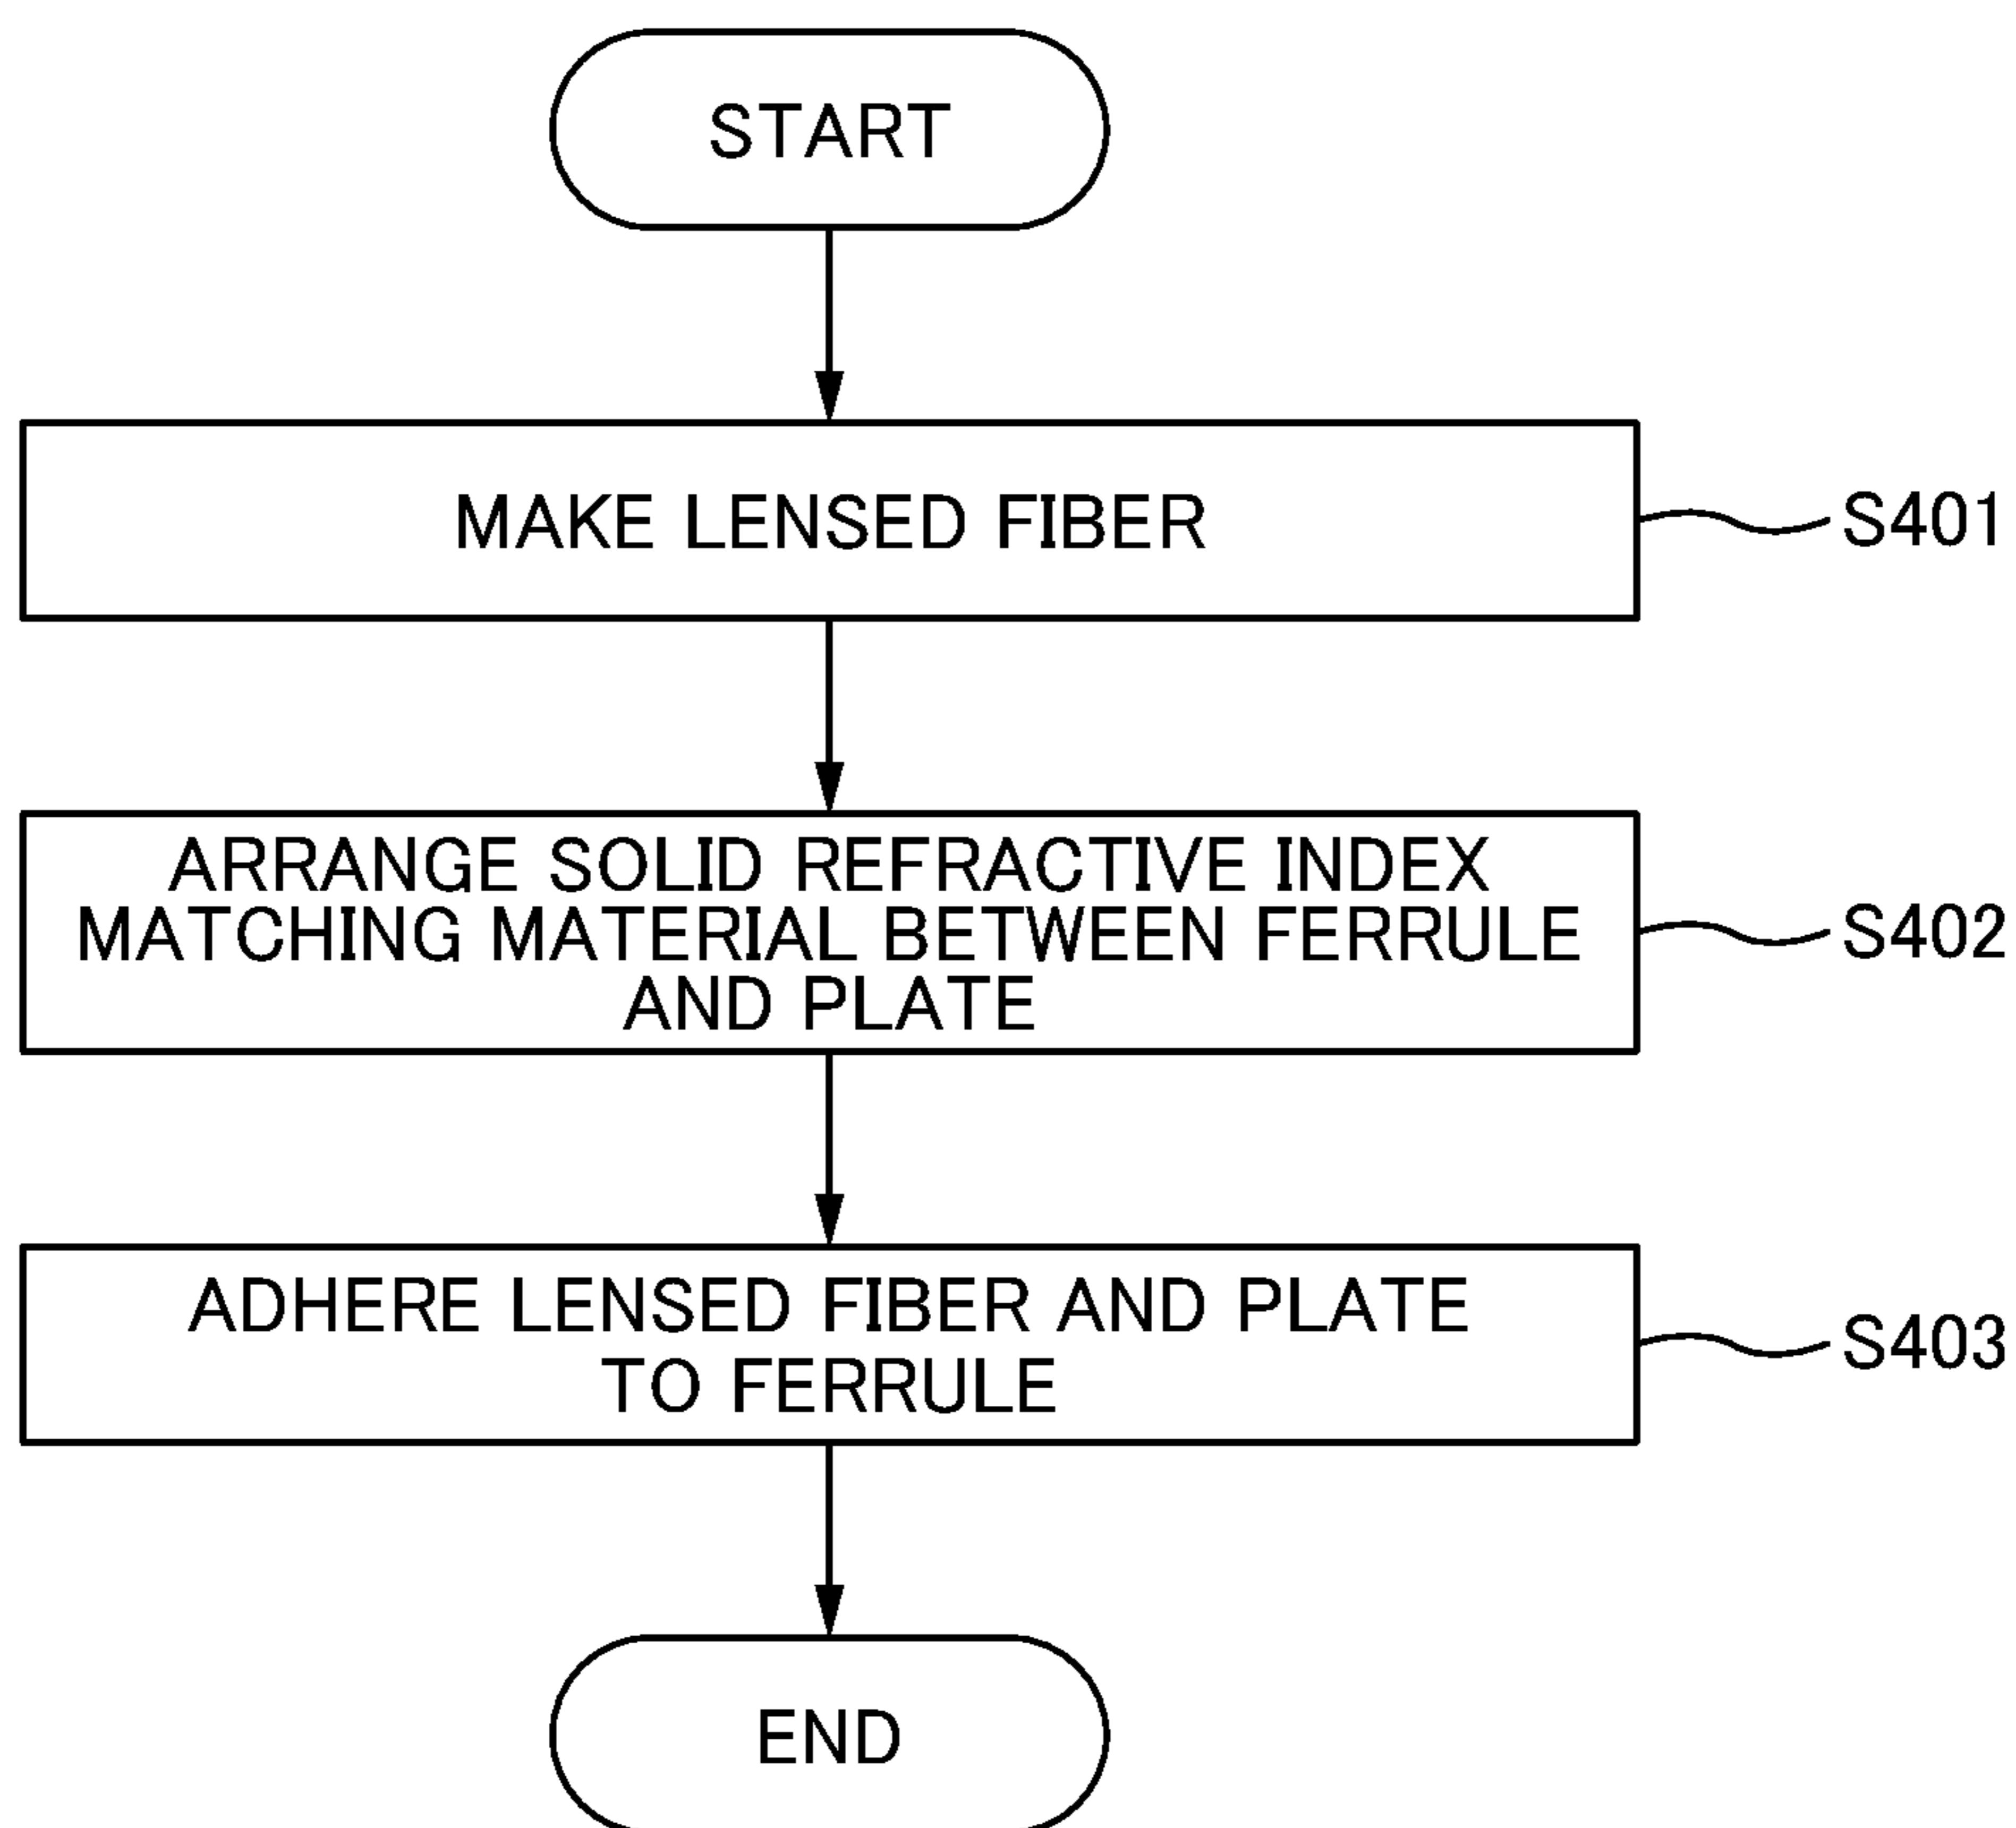 START
MAKE LENSED FIBER
S401
ARRANGE SOLID REFRACTIVE INDEX
MATCHING MATERIAL BETWEEN FERRULE
AND PLATE
S402
ADHERE LENSED FIBER AND PLATE
TO FERRULE
S403
END